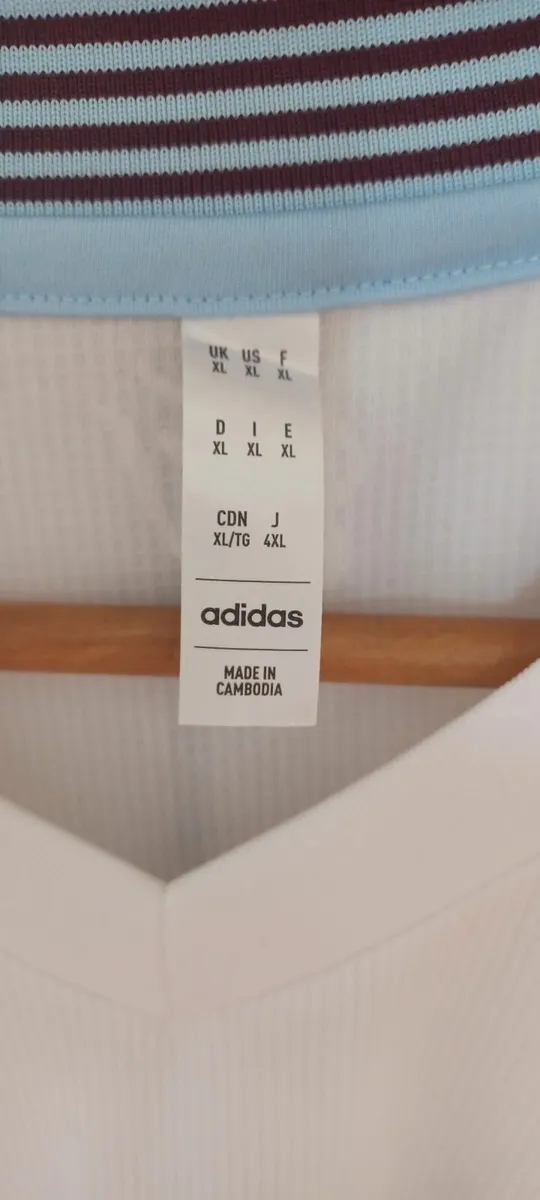 UK US F
XL XL XL
D I E
XL XL XL
CDN J
XL/TG 4XL
adidas
MADE IN
CAMBODIA